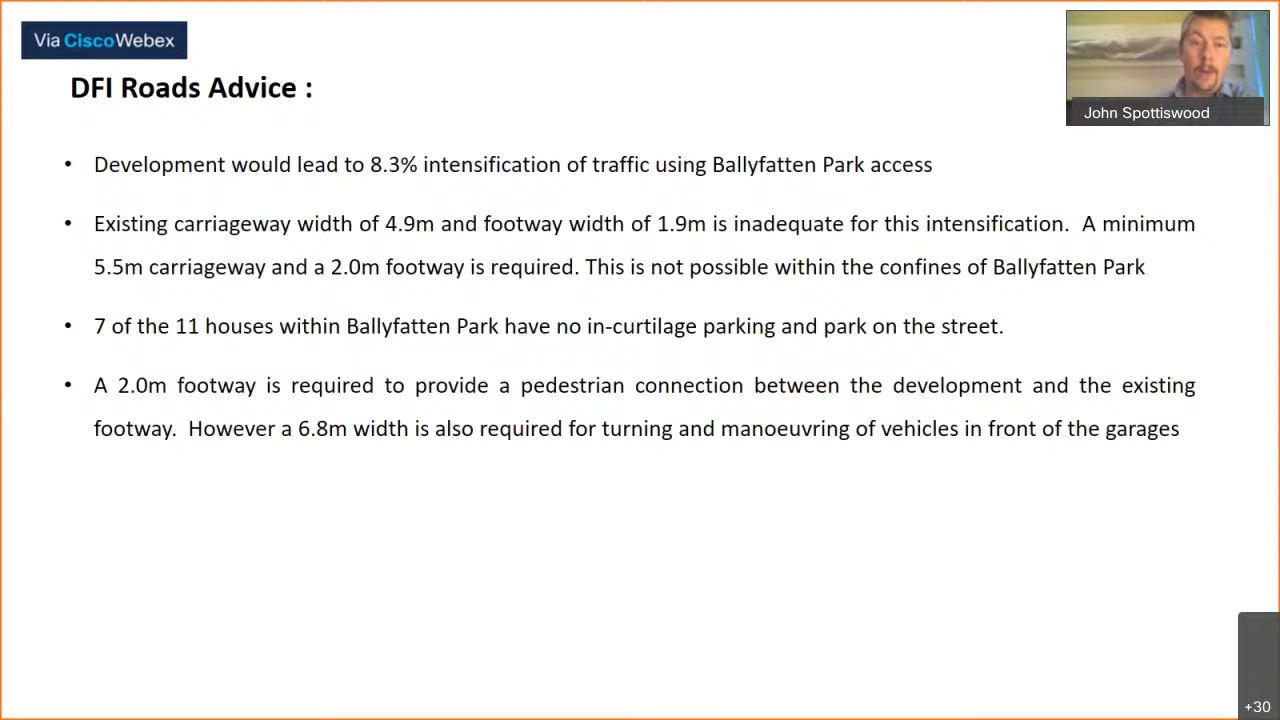 Via CiscoWebex
DFI Roads Advice :
John Spottiswood
• Development would lead to 8.3% intensification of traffic using Ballyfatten Park access
• Existing carriageway width of 4.9m and footway width of 1.9m is inadequate for this intensification.  A minimum
5.5m carriageway and a 2.0m footway is required. This is not possible within the confines of Ballyfatten Park
• 7 of the 11 houses within Ballyfatten Park have no in-curtilage parking and park on the street.
• A 2.0m footway is required to provide a pedestrian connection between the development and the existing
footway.  However a 6.8m width is also required for turning and manoeuvring of vehicles in front of the garages
+30